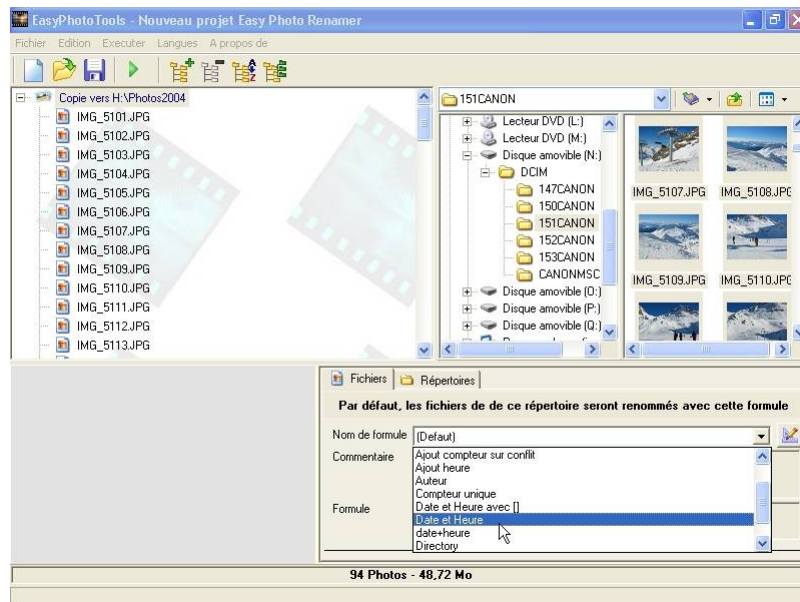 EasyPhotoTools - Nouveau projet Easy Photo Renamer
Fichier Edition Executer Langues A propos de
Copie vers H:\Photos2004
IMG_5101.JPG
IMG_5102.JPG
IMG_5103.JPG
IMG_5104.JPG
IMG_5105.JPG
IMG_5106.JPG
IMG_5107.JPG
IMG_5108.JPG
IMG_5109.JPG
IMG_5110.JPG
IMG_5111.JPG
IMG_5112.JPG
IMG_5113.JPG
151CANON
Lecteur DVD (L:)
Lecteur DVD (M:)
Disque amovible (N:)
DCIM
147CANON
150CANON
151CANON
152CANON
153CANON
CANONMSC
Disque amovible (O:)
Disque amovible (P:)
Disque amovible (Q:)
IMG_5107.JPG IMG_5108.JPG
IMG_5109.JPG IMG_5110.JPG
Fichiers Répertoires
Par défaut, les fichiers de de ce répertoire seront renommés avec cette formule
Nom de formule (Defaut)
Commentaire
Formule
Ajout compteur sur conflit
Ajout heure
Auteur
Compteur unique
Date et Heure avec []
Date et Heure
date+heure
Directory
94 Photos - 48,72 Mo